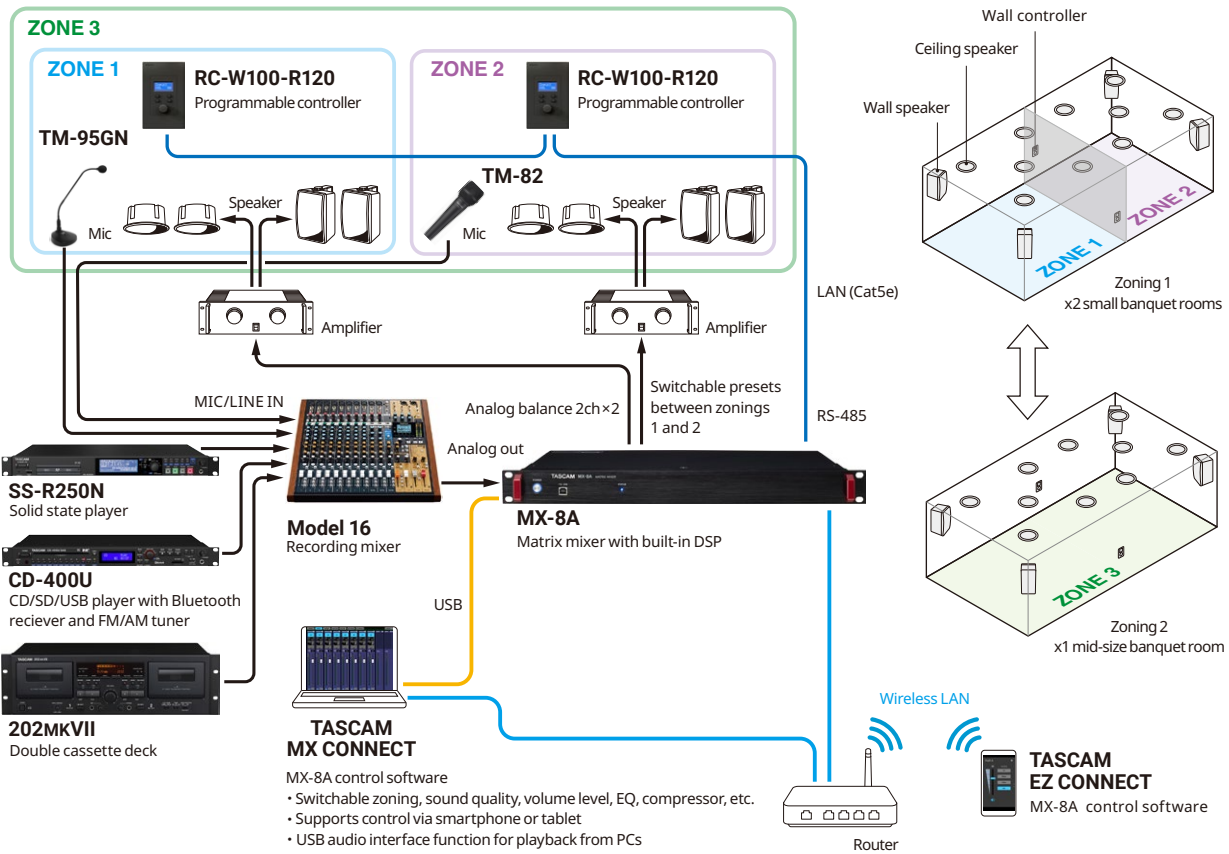 ZONE 3
ZONE 1
RC-W100-R120
Programmable controller
ZONE 2
RC-W100-R120
Programmable controller
TM-95GN
Mic
Speaker
TM-82
Mic
Speaker
Amplifier
Amplifier
LAN (Cat5e)
RS-485
MIC/LINE IN
Analog balance 2ch×2
Switchable presets
between zonings
1 and 2
Analog out
SS-R250N
Solid state player
CD-400U
CD/SD/USB player with Bluetooth
reciever and FM/AM tuner
202MKVII
Double cassette deck
Model 16
Recording mixer
TASCAM MX-8A
MX-8A
Matrix mixer with built-in DSP
USB
TASCAM
MX CONNECT
MX-8A control software
・Switchable zoning, sound quality, volume level, EQ, compressor, etc.
・Supports control via smartphone or tablet
・USB audio interface function for playback from PCs
Wireless LAN
Router
TASCAM
EZ CONNECT
MX-8A control software
Wall controller
Ceiling speaker
Wall speaker
ZONE 1
ZONE 2
Zoning 1
x2 small banquet rooms
ZONE 3
Zoning 2
x1 mid-size banquet room